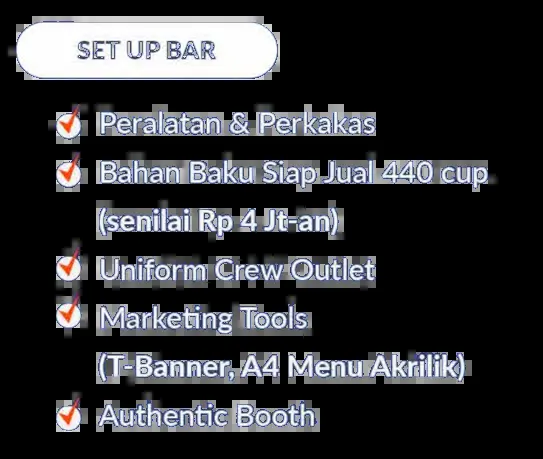 SET UP BAR
Peralatan & Perkakas
Bahan Baku Siap Jual 440 cup
(senilai Rp 4 Jt-an)
Uniform Crew Outlet
Marketing Tools
(T-Banner, A4 Menu Akrilik)
Authentic Booth